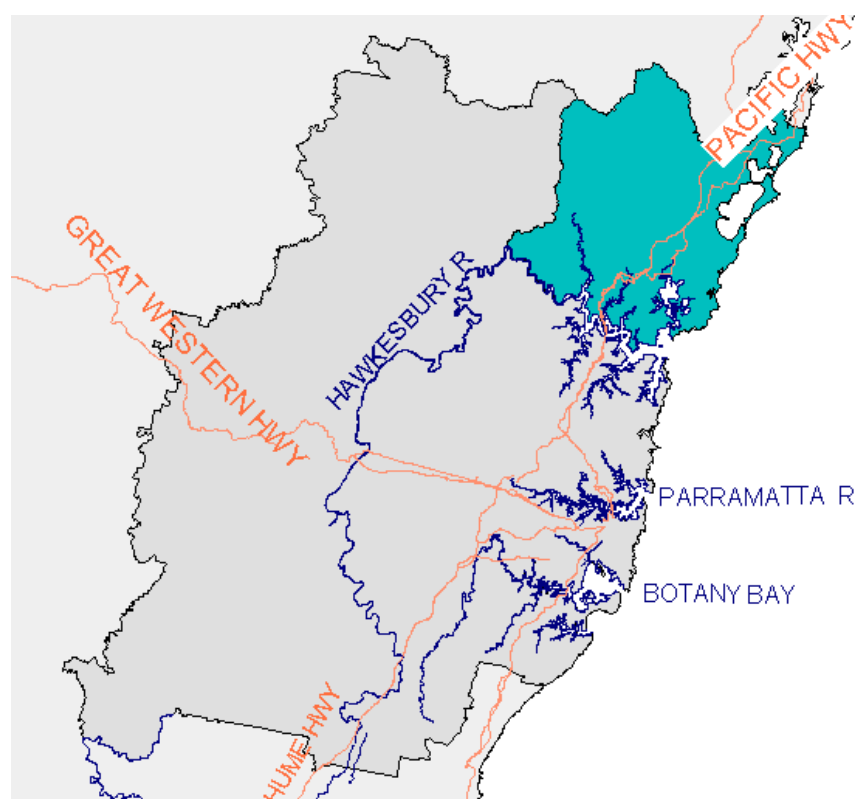 PACIFIC HWY
GREAT WESTERN HWY
HAWKESBURY R
PARRAMATTA R
BOTANY BAY
HUME HWY